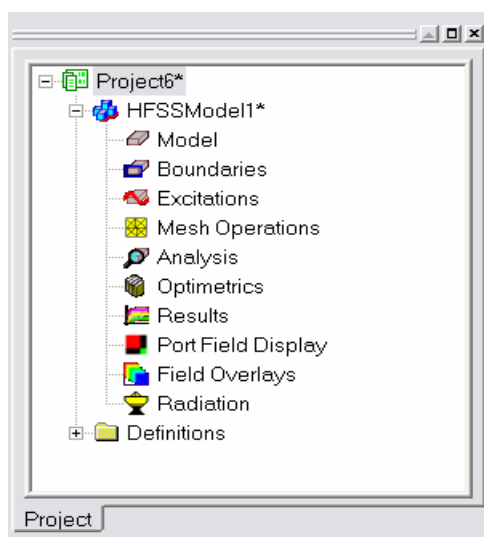 Project6*
HFSSModel1*
Model
Boundaries
Excitations
Mesh Operations
Analysis
Optimetrics
Results
Port Field Display
Field Overlays
Radiation
Definitions
Project